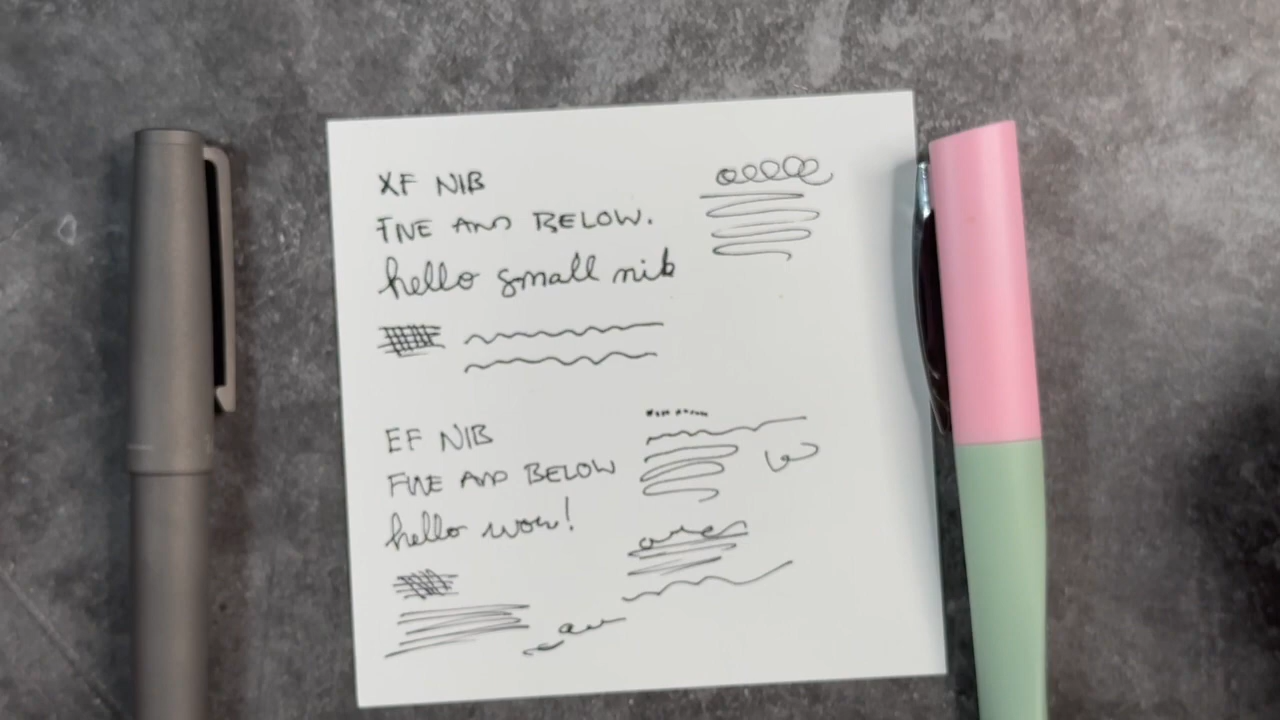 XF NIB
FINE AND BELOW.
hello small nib
EF NIB
FINE AND BELOW
hello wow!